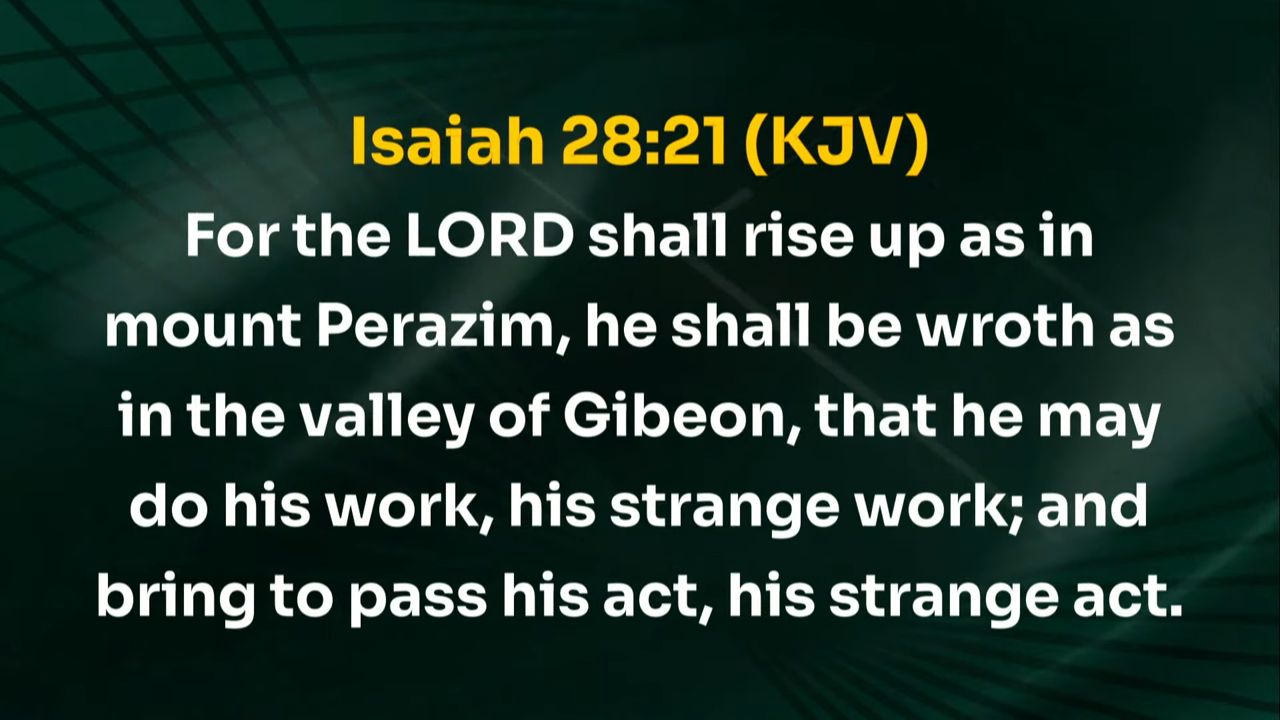 Isaiah 28:21 (KJV)
For the LORD shall rise up as in
mount Perazim, he shall be wroth as
in the valley of Gibeon, that he may
do his work, his strange work; and
bring to pass his act, his strange act.